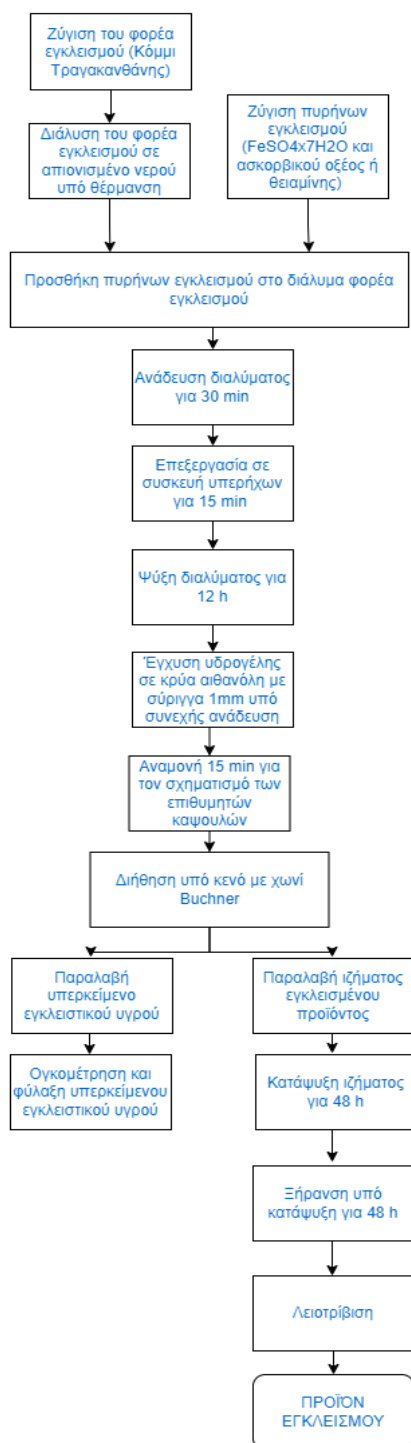 Ζύγιση του φορέα
εγκλεισμού (Κόμμι
Τραγακανθάνης)
Διάλυση του φορέα
εγκλεισμού σε
απιονισμένο νερού
υπό θέρμανση
Ζύγιση πυρήνων
εγκλεισμού
(FeSO4x7H2O και
ασκορβικού οξέος ή
θειαμίνης)
Προσθήκη πυρήνων εγκλεισμού στο διάλυμα φορέα
εγκλεισμού
Ανάδευση διαλύματος
για 30 min
Επεξεργασία σε
συσκευή υπερήχων
για 15 min
Ψύξη διαλύματος για
12 h
Έγχυση υδρογέλης
σε κρύα αιθανόλη με
σύριγγα 1mm υπό
συνεχής ανάδευση
Αναμονή 15 min για
τον σχηματισμό των
επιθυμητών
καψουλών
Διήθηση υπό κενό με χωνί
Buchner
Παραλαβή
υπερκείμενο
εγκλειστικού υγρού
Ογκομέτρηση και
φύλαξη υπερκείμενου
εγκλειστικού υγρού
Παραλαβή ιζήματος
εγκλεισμένου
προϊόντος
Κατάψυξη ιζήματος
για 48 h
Ξήρανση υπό
κατάψυξη για 48 h
Λειοτρίβιση
ΠΡΟΪΟΝ
ΕΓΚΛΕΙΣΜΟΥ